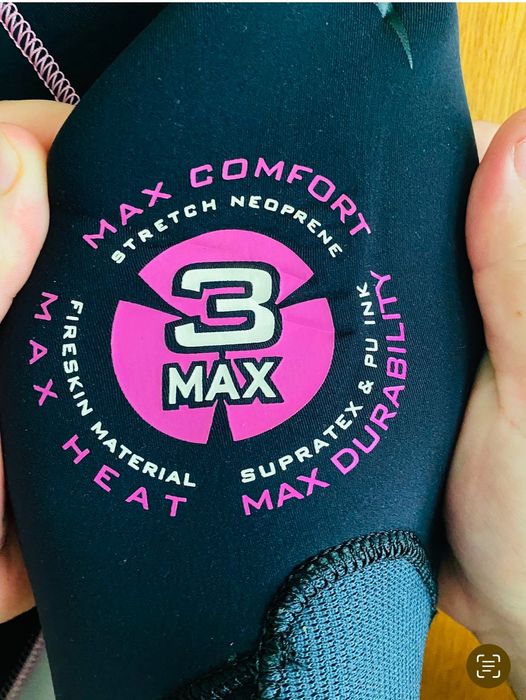 MAX COMFORT
STRETCH NEOPRENE
3
MAX
FIRESKIN MATERIAL
MAX HEAT
SUPRATEX & PU INK
MAX DURABILITY